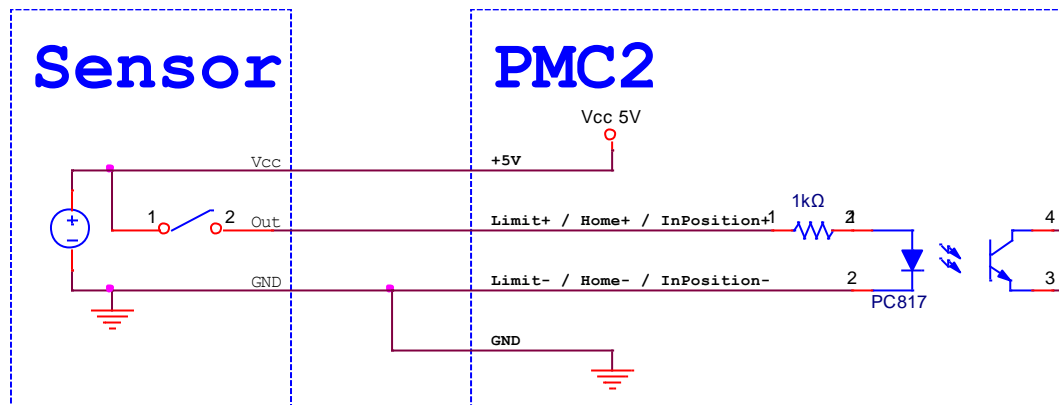 Sensor
PMC2
Vcc 5V
Vcc
+5V
1
2
Out
Limit+ / Home+ / InPosition+
1
1kΩ
2
4
GND
Limit- / Home- / InPosition-
2
PC817
3
GND